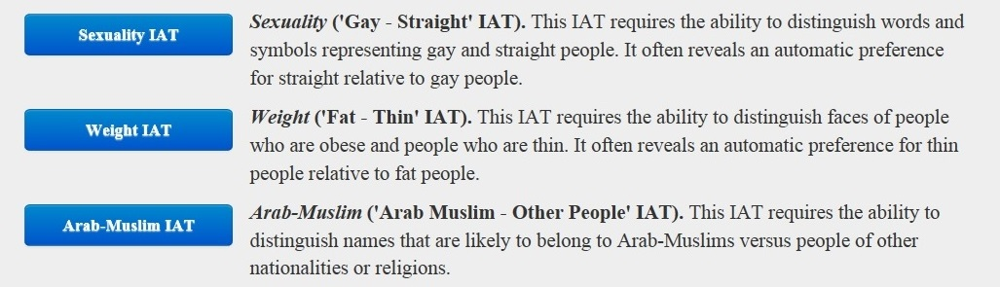 Sexuality IAT
Sexuality ('Gay - Straight' IAT). This IAT requires the ability to distinguish words and
symbols representing gay and straight people. It often reveals an automatic preference
for straight relative to gay people.
Weight IAT
Weight ('Fat - Thin' IAT). This IAT requires the ability to distinguish faces of people
who are obese and people who are thin. It often reveals an automatic preference for thin
people relative to fat people.
Arab-Muslim IAT
Arab-Muslim ('Arab Muslim - Other People' IAT). This IAT requires the ability to
distinguish names that are likely to belong to Arab-Muslims versus people of other
nationalities or religions.